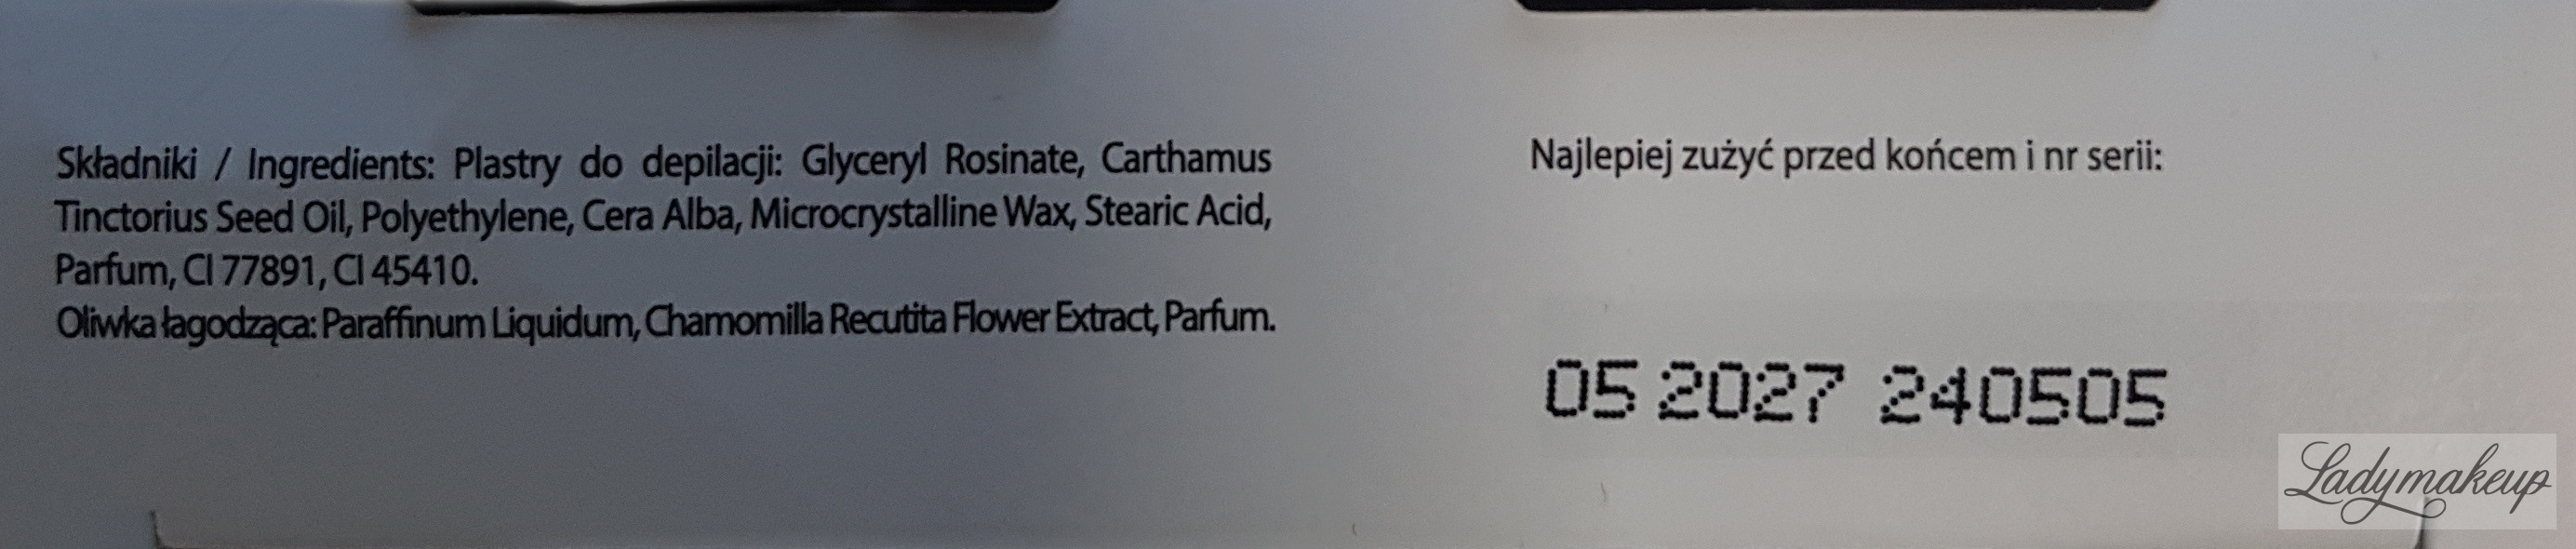 Składniki / Ingredients: Plastry do depilacji: Glyceryl Rosinate, Carthamus
Tinctorius Seed Oil, Polyethylene, Cera Alba, Microcrystalline Wax, Stearic Acid,
Parfum, CI 77891, CI 45410.
Oliwka łagodząca: Paraffinum Liquidum, Chamomilla Recutita Flower Extract, Parfum.
Najlepiej zużyć przed końcem i nr serii:
05 2027 240505
Ladymakeup